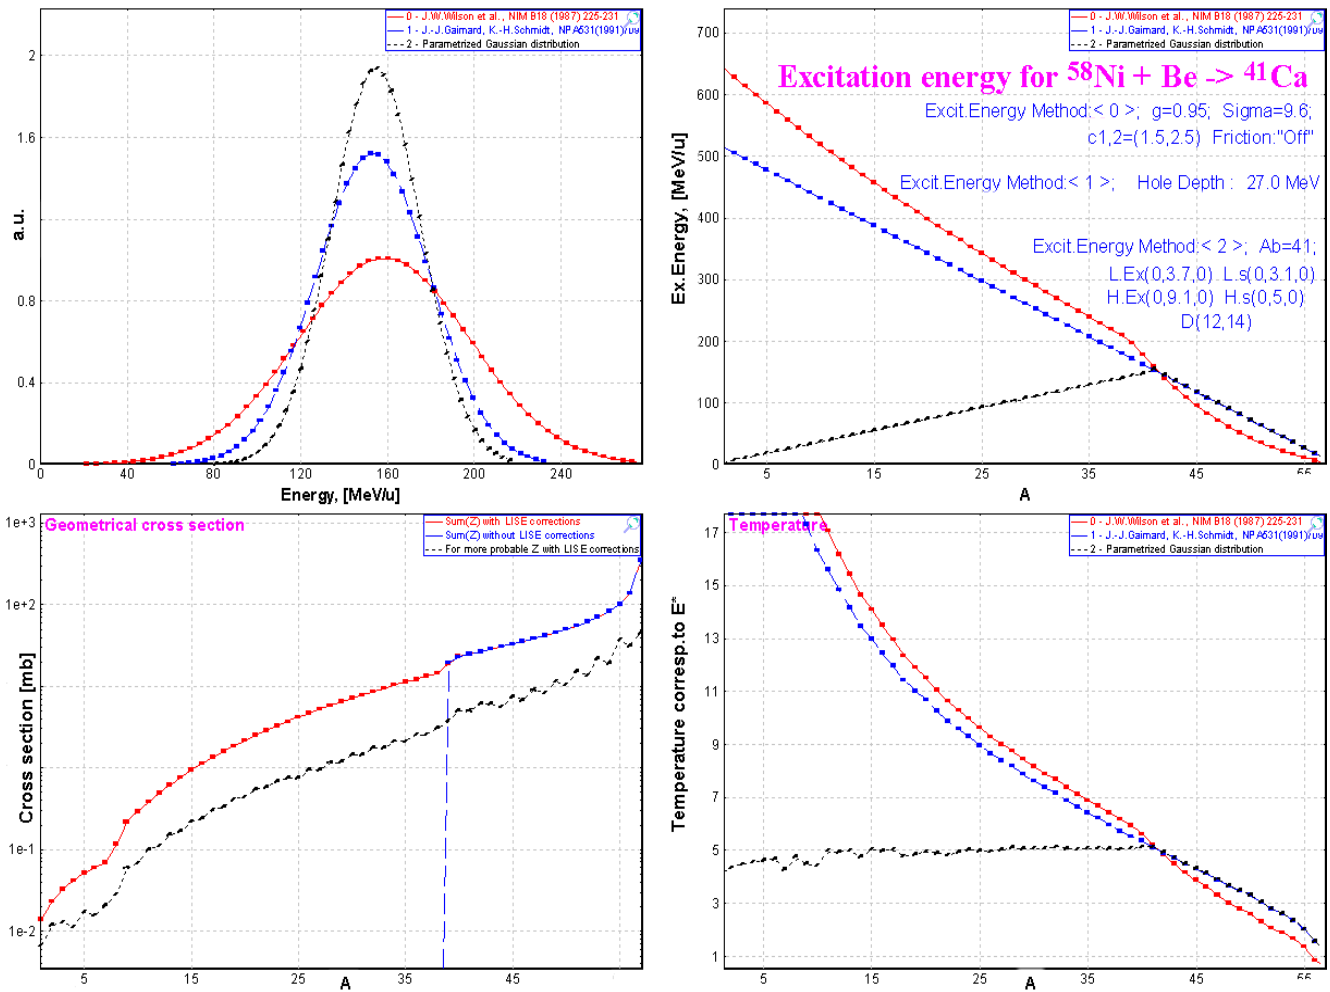 0 - J.W.Wilson et al., NIM B18 (1987) 225-231
1 - J.-J.Gaimard, K.-H.Schmidt, NPA531(1991)709
2 - Parametrized Gaussian distribution
2
1.6
1.2
0.8
0.4
0
a.u.
0 40 80 120 160 200 240
Energy, [MeV/u]
0 - J.W.Wilson et al., NIM B18 (1987) 225-231
1 - J.-J.Gaimard, K.-H.Schmidt, NPA531(1991)709
2 - Parametrized Gaussian distribution
Excitation energy for 58Ni + Be -> 41Ca
Excit.Energy Method:< 0 >; g=0.95; Sigma=9.6;
c1,2=(1.5,2.5) Friction:"Off"
Excit.Energy Method:< 1 >; Hole Depth : 27.0 MeV
Excit.Energy Method:< 2 >; Ab=41;
L.Ex(0,3.7,0) L.s(0,3.1,0)
H.Ex(0,9.1,0) H.s(0,5,0)
D(12,14)
700
600
500
400
300
200
100
0
Ex.Energy, [MeV/u]
5 15 25 35 45 55
A
Geometrical cross section
Sum(Z) with LISE corrections
Sum(Z) without LISE corrections
For more probable Z with LISE corrections
1e+3
1e+2
1e-1
1e-2
Cross section [mb]
5 15 25 35 45
A
Temperature
0 - J.W.Wilson et al., NIM B18 (1987) 225-231
1 - J.-J.Gaimard, K.-H.Schmidt, NPA531(1991)709
2 - Parametrized Gaussian distribution
17
15
13
11
9
7
5
3
1
Temperature corresp.to E*
5 15 25 35 45 55
A